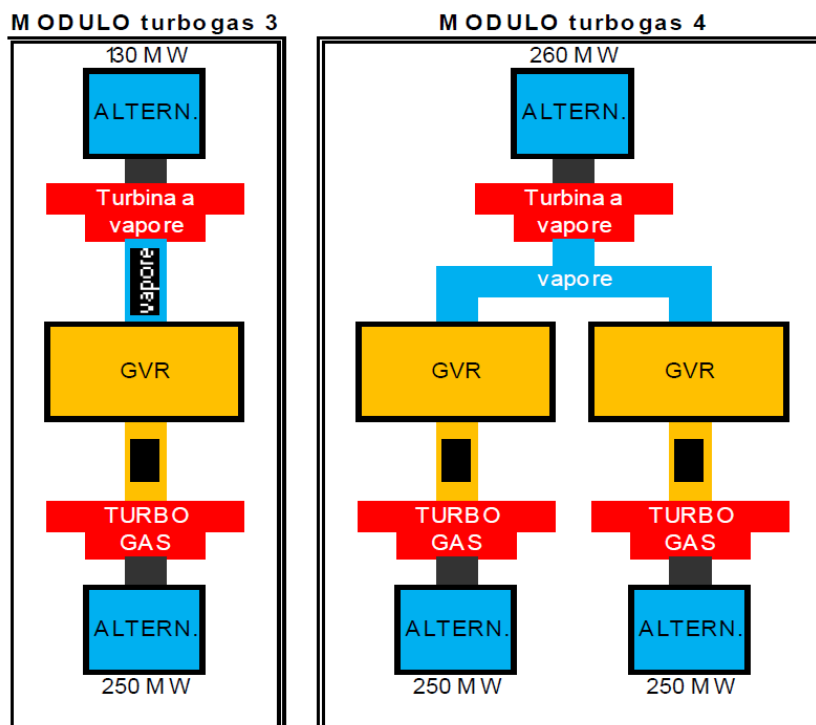 MODULO turbogas 3
130 MW
ALTERN.
Turbina a
vapore
vapore
GVR
TURBO
GAS
ALTERN.
250 MW
MODULO turbogas 4
260 MW
ALTERN.
Turbina a
vapore
vapore
GVR
GVR
TURBO
GAS
TURBO
GAS
ALTERN.
ALTERN.
250 MW
250 MW